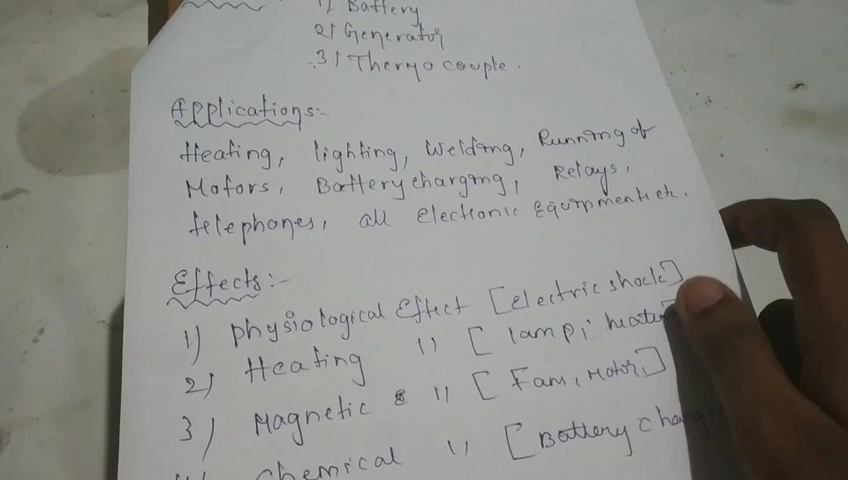 1) Battery
2) Generator
3) Thermo couple.
Applications:-
Heating, lighting, Welding, Running of
Motors, Battery charging, Relays,
telephones, all electronic equipment etc.
Effects:-
1) Physiological Effect [electric shock]
2) Heating " [lamp, heater
3) Magnetic " [Fan, Motor,]
Chemical " [Battery